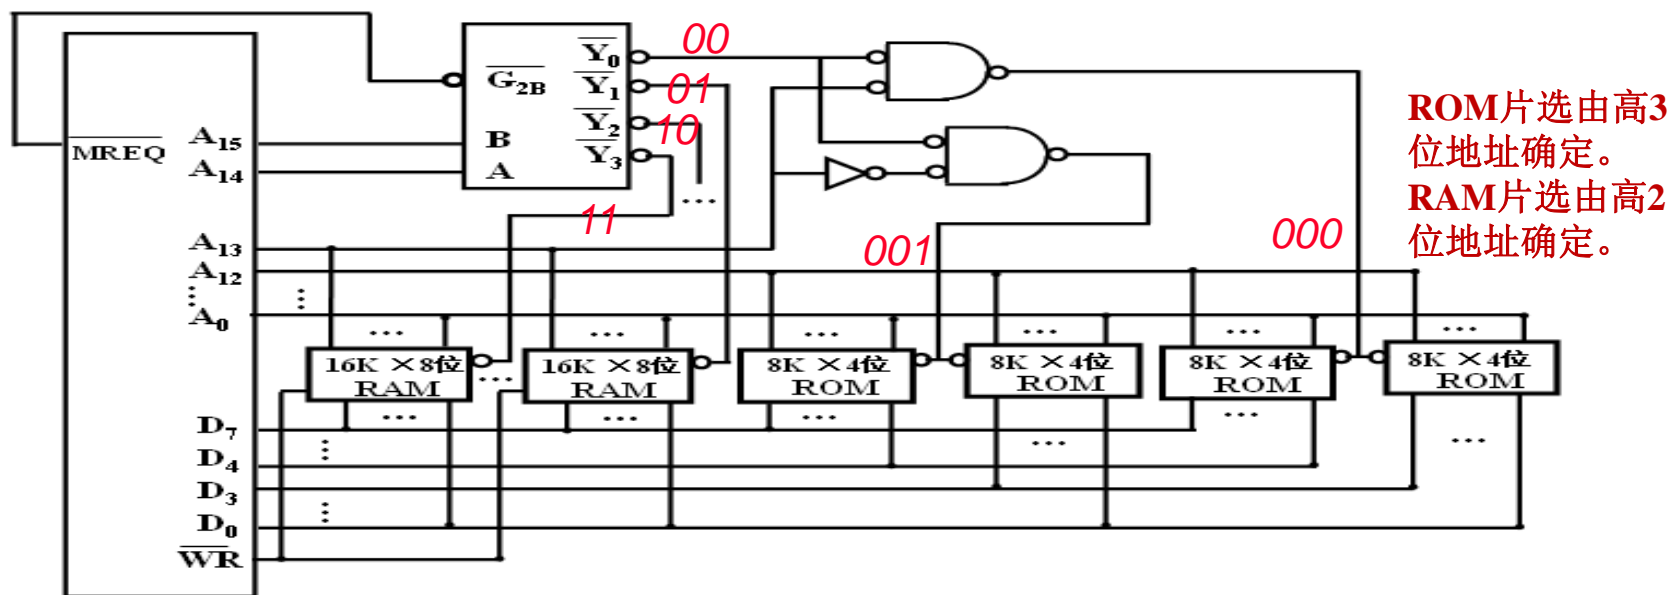 00
Y0
G2B
Y1
01
Y2
10
Y3
A15
B
MREQ
A14
A
...
11
A13
001
000
A12
...
...
A0
...
...
...
...
...
...
16K ×8位
RAM
...
16K ×8位
RAM
8K ×4位
ROM
8K ×4位
ROM
8K ×4位
ROM
8K ×4位
ROM
...
...
...
...
...
...
D7
...
D4
D3
...
D0
WR
ROM片选由高3
位地址确定。
RAM片选由高2
位地址确定。